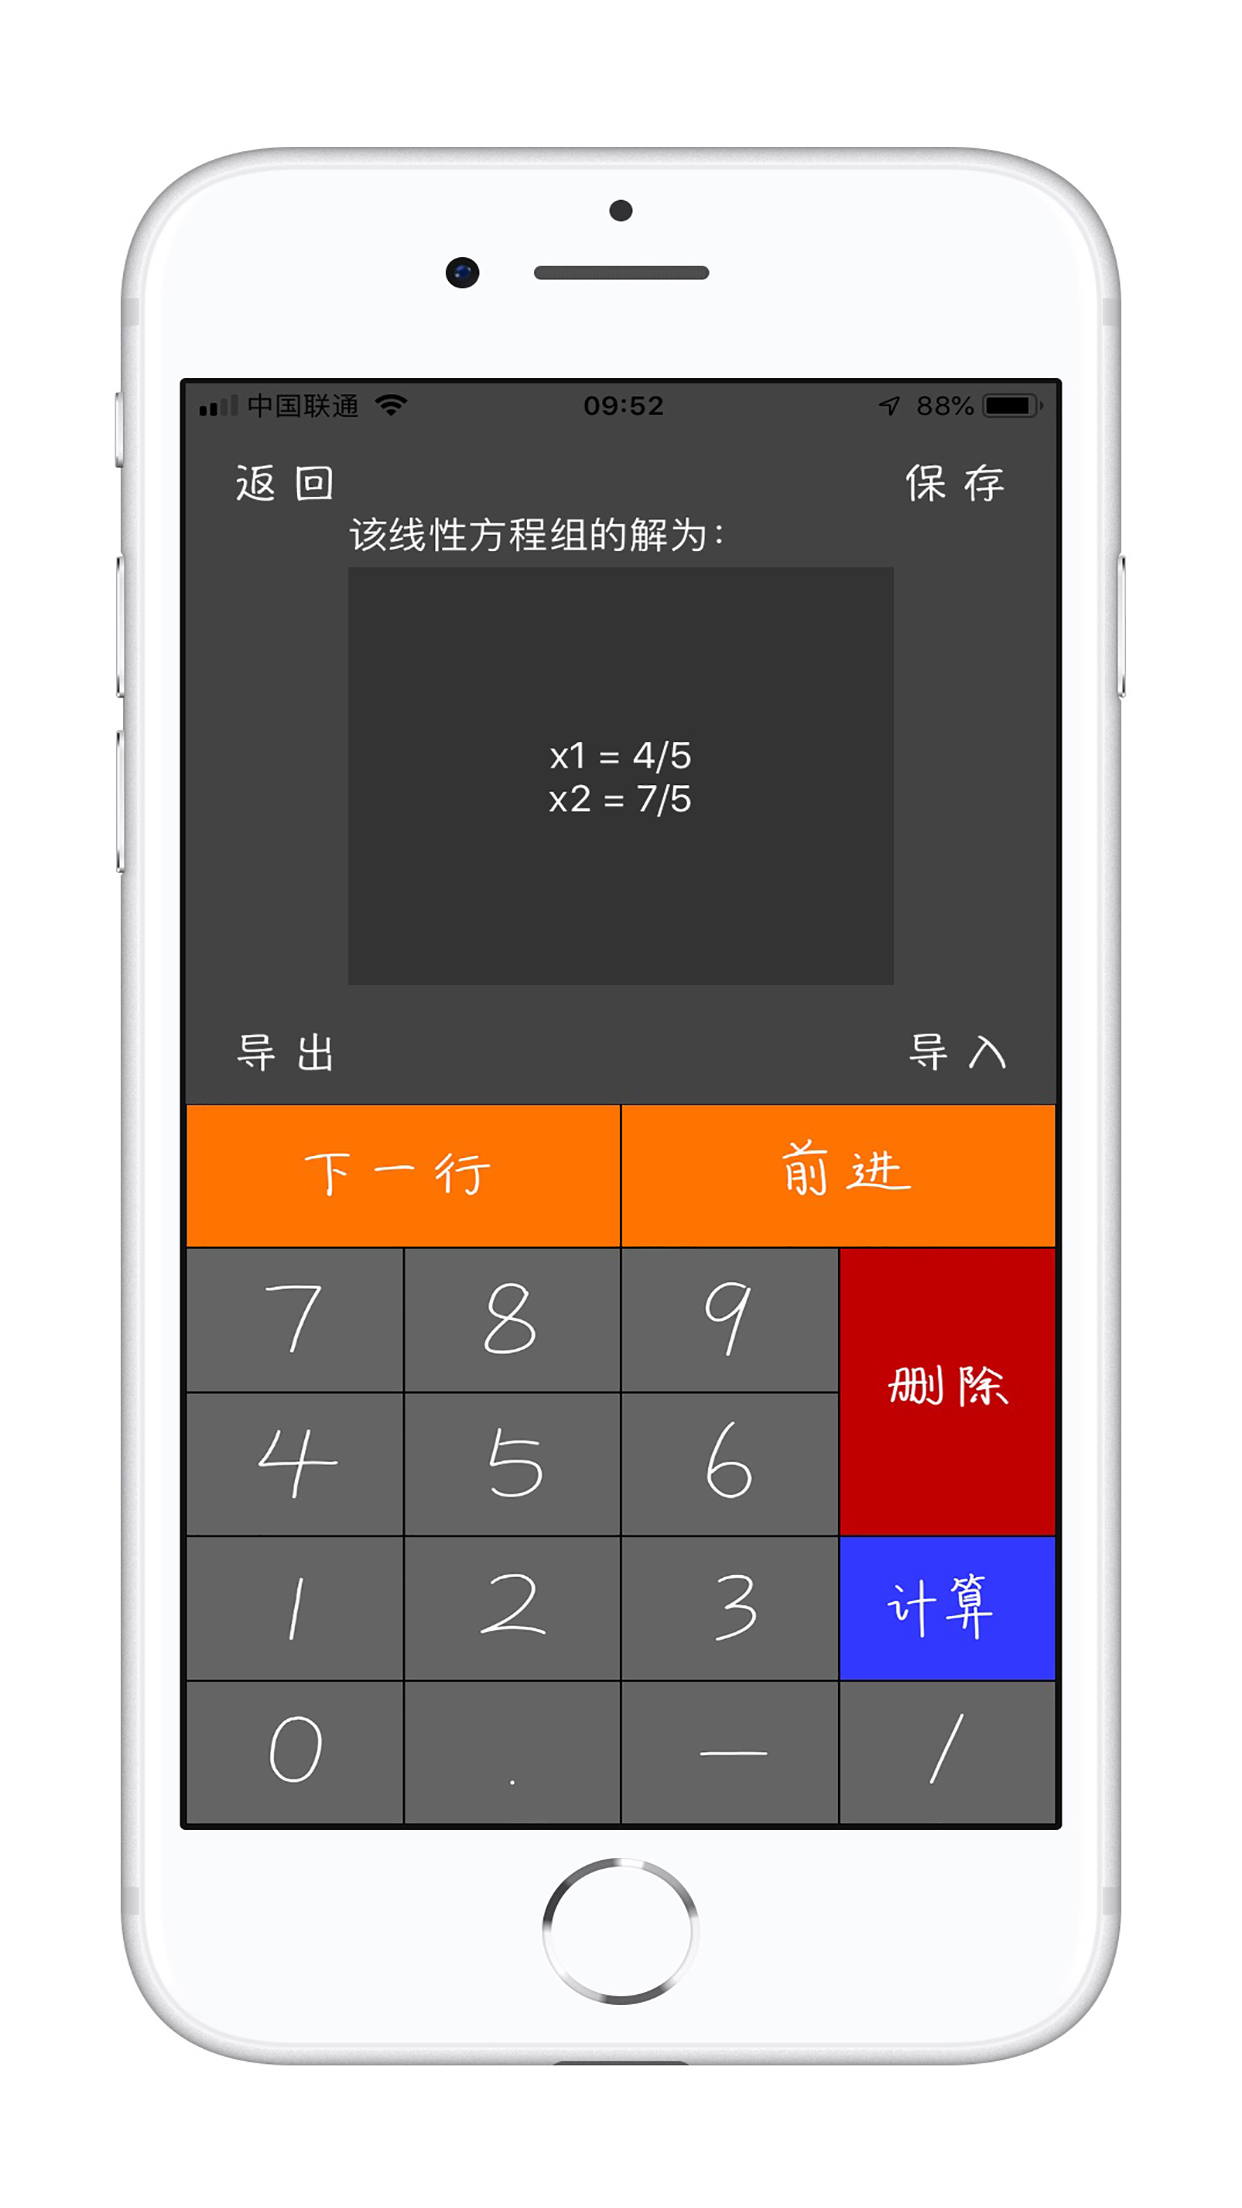 中国联通 09:52 88%
返回 保存
该线性方程组的解为:
x1 = 4/5
x2 = 7/5
导出 导入
下一行 前进
7 8 9 删除
4 5 6
1 2 3 计算
0 . — /